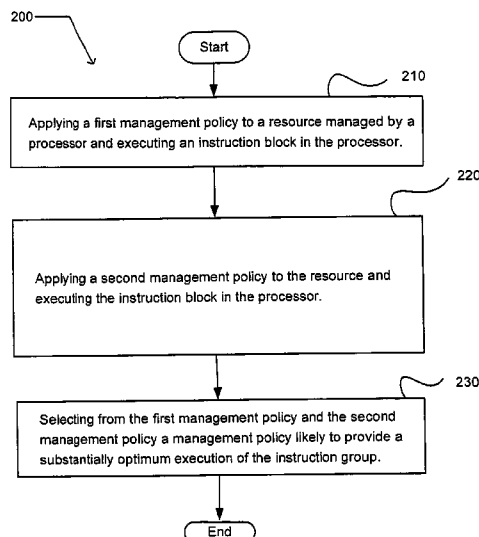 200
Start
210
Applying a first management policy to a resource managed by a
processor and executing an instruction block in the processor.
220
Applying a second management policy to the resource and
executing the instruction block in the processor.
230
Selecting from the first management policy and the second
management policy a management policy likely to provide a
substantially optimum execution of the instruction group.
End